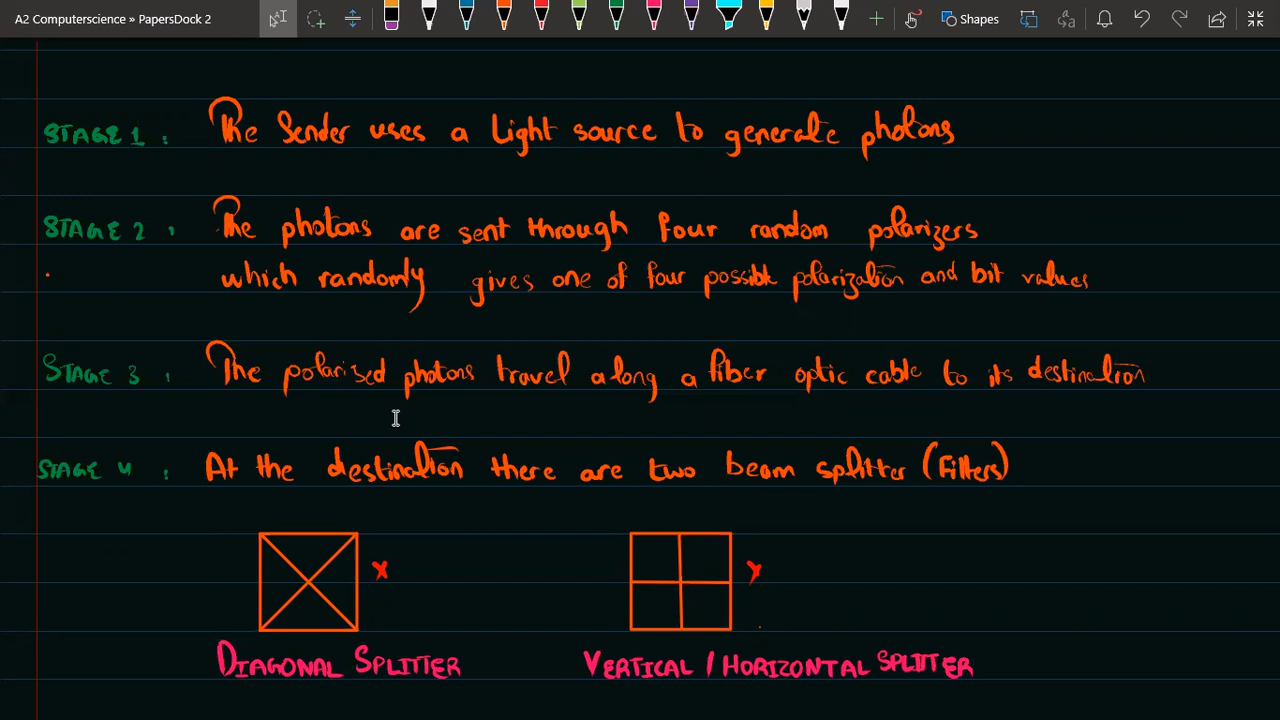 A2 Computerscience » PapersDock 2
Shapes
STAGE 1 : The Sender uses a Light source to generate photons
STAGE 2 : The photons are sent through four random polarizers
which randomly gives one of four possible polarization and bit values
STAGE 3 : The polarized photons travel along a fiber optic cable to its destination
STAGE 4 : At the destination there are two beam splitter (Filters)
x
y
DIAGONAL SPLITTER
VERTICAL / HORIZONTAL SPLITTER